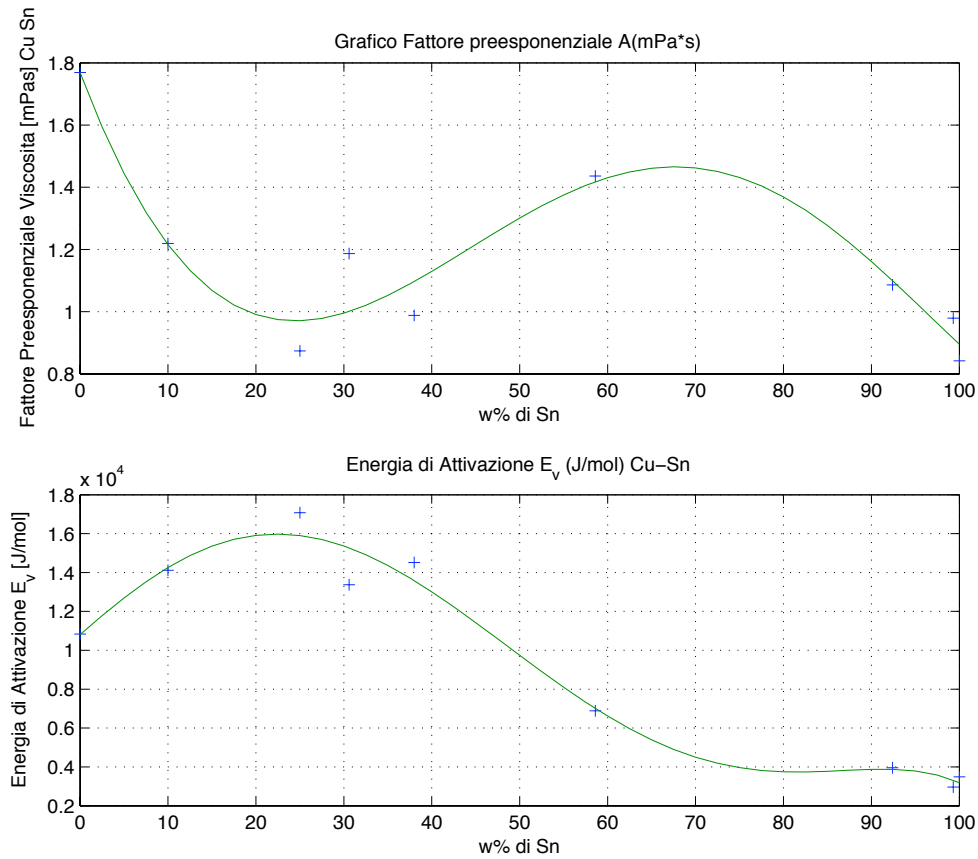 Grafico Fattore preesponenziale A(mPa*s)
Fattore Preesponenziale Viscosita [mPas] Cu Sn
1.8
1.6
1.4
1.2
1
0.8
0 10 20 30 40 50 60 70 80 90 100
w% di Sn
Energia di Attivazione E_v (J/mol) Cu−Sn
x 10^4
Energia di Attivazione E_v [J/mol]
1.8
1.6
1.4
1.2
1
0.8
0.6
0.4
0.2
0 10 20 30 40 50 60 70 80 90 100
w% di Sn